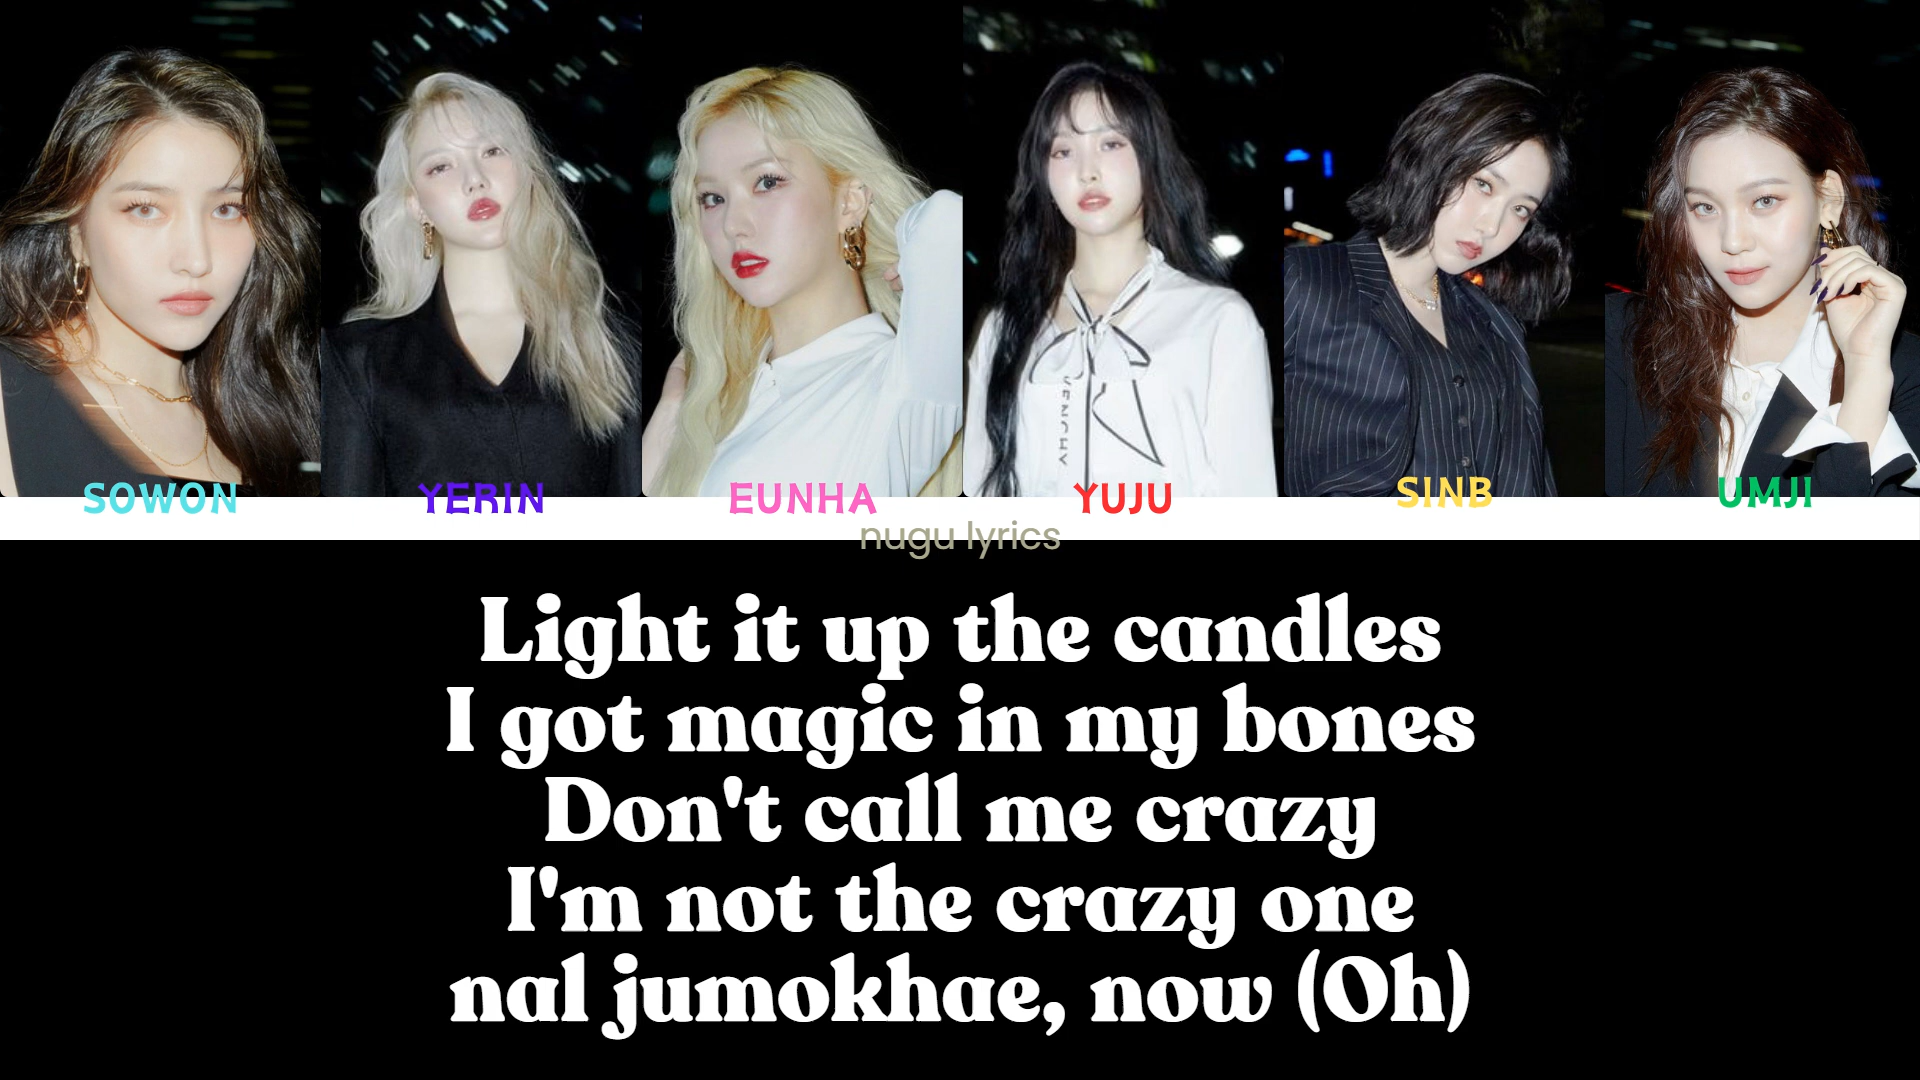 VENCHY
SOWON
YERIN
EUNHA
YUJU
SINB
UMJI
nugu lyrics
Light it up the candles
I got magic in my bones
Don't call me crazy
I'm not the crazy one
nal jumokhae, now (Oh)